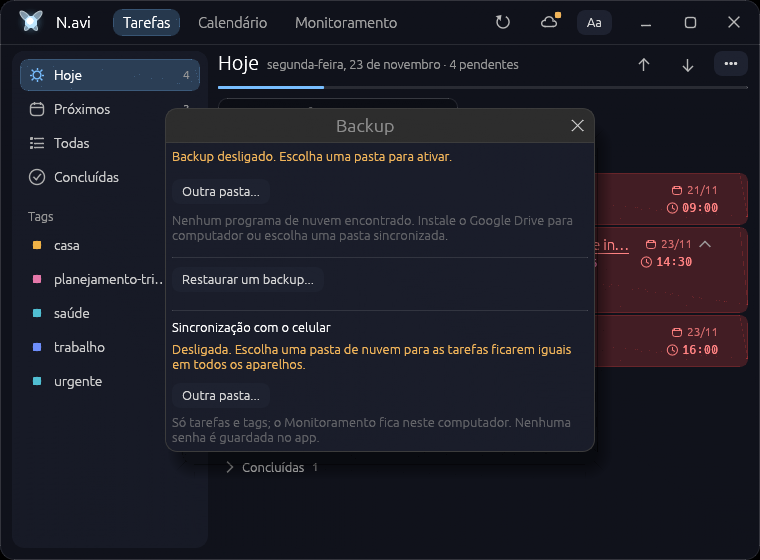 N.avi
Tarefas
Calendário
Monitoramento
Aa
Hoje 4
Próximos
Todas
Concluídas
Tags
casa
planejamento-tri...
saúde
trabalho
urgente
Hoje segunda-feira, 23 de novembro · 4 pendentes
Backup
Backup desligado. Escolha uma pasta para ativar.
Outra pasta...
Nenhum programa de nuvem encontrado. Instale o Google Drive para
computador ou escolha uma pasta sincronizada.
Restaurar um backup...
Sincronização com o celular
Desligada. Escolha uma pasta de nuvem para as tarefas ficarem iguais
em todos os aparelhos.
Outra pasta...
Só tarefas e tags; o Monitoramento fica neste computador. Nenhuma
senha é guardada no app.
21/11
09:00
e in... 23/11
14:30
23/11
16:00
Concluídas 1